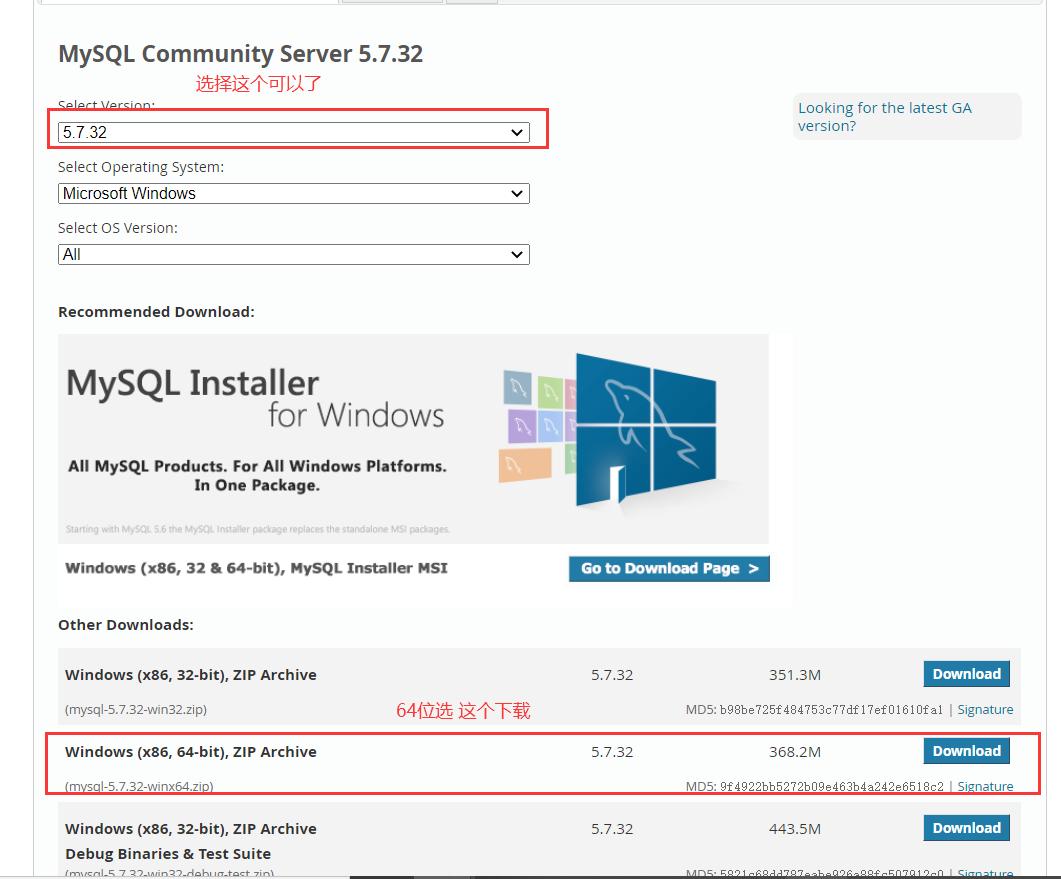 MySQL Community Server 5.7.32
选择这个可以了
Select Version:
Looking for the latest GA
version?
5.7.32
Select Operating System:
Microsoft Windows
Select OS Version:
All
Recommended Download:
MySQL Installer
for Windows
All MySQL Products. For All Windows Platforms.
In One Package.
Starting with MySQL 5.6 the MySQL Installer package replaces the standalone MSI packages.
Windows (x86, 32 & 64-bit), MySQL Installer MSI Go to Download Page >
Other Downloads:
Windows (x86, 32-bit), ZIP Archive 5.7.32 351.3M Download
(mysql-5.7.32-win32.zip) MD5: b98be725f484753c77df17ef01610fa1 | Signature
64位选 这个下载
Windows (x86, 64-bit), ZIP Archive 5.7.32 368.2M Download
(mysql-5.7.32-winx64.zip) MD5: 9f4922bb5272b09e463b4a242e6518c2 | Signature
Windows (x86, 32-bit), ZIP Archive 5.7.32 443.5M Download
Debug Binaries & Test Suite
(mysql-5.7.32-win32-debug-test.zip) MD5: 5821c68dd787eabe926a88fc507912c0 | Signature